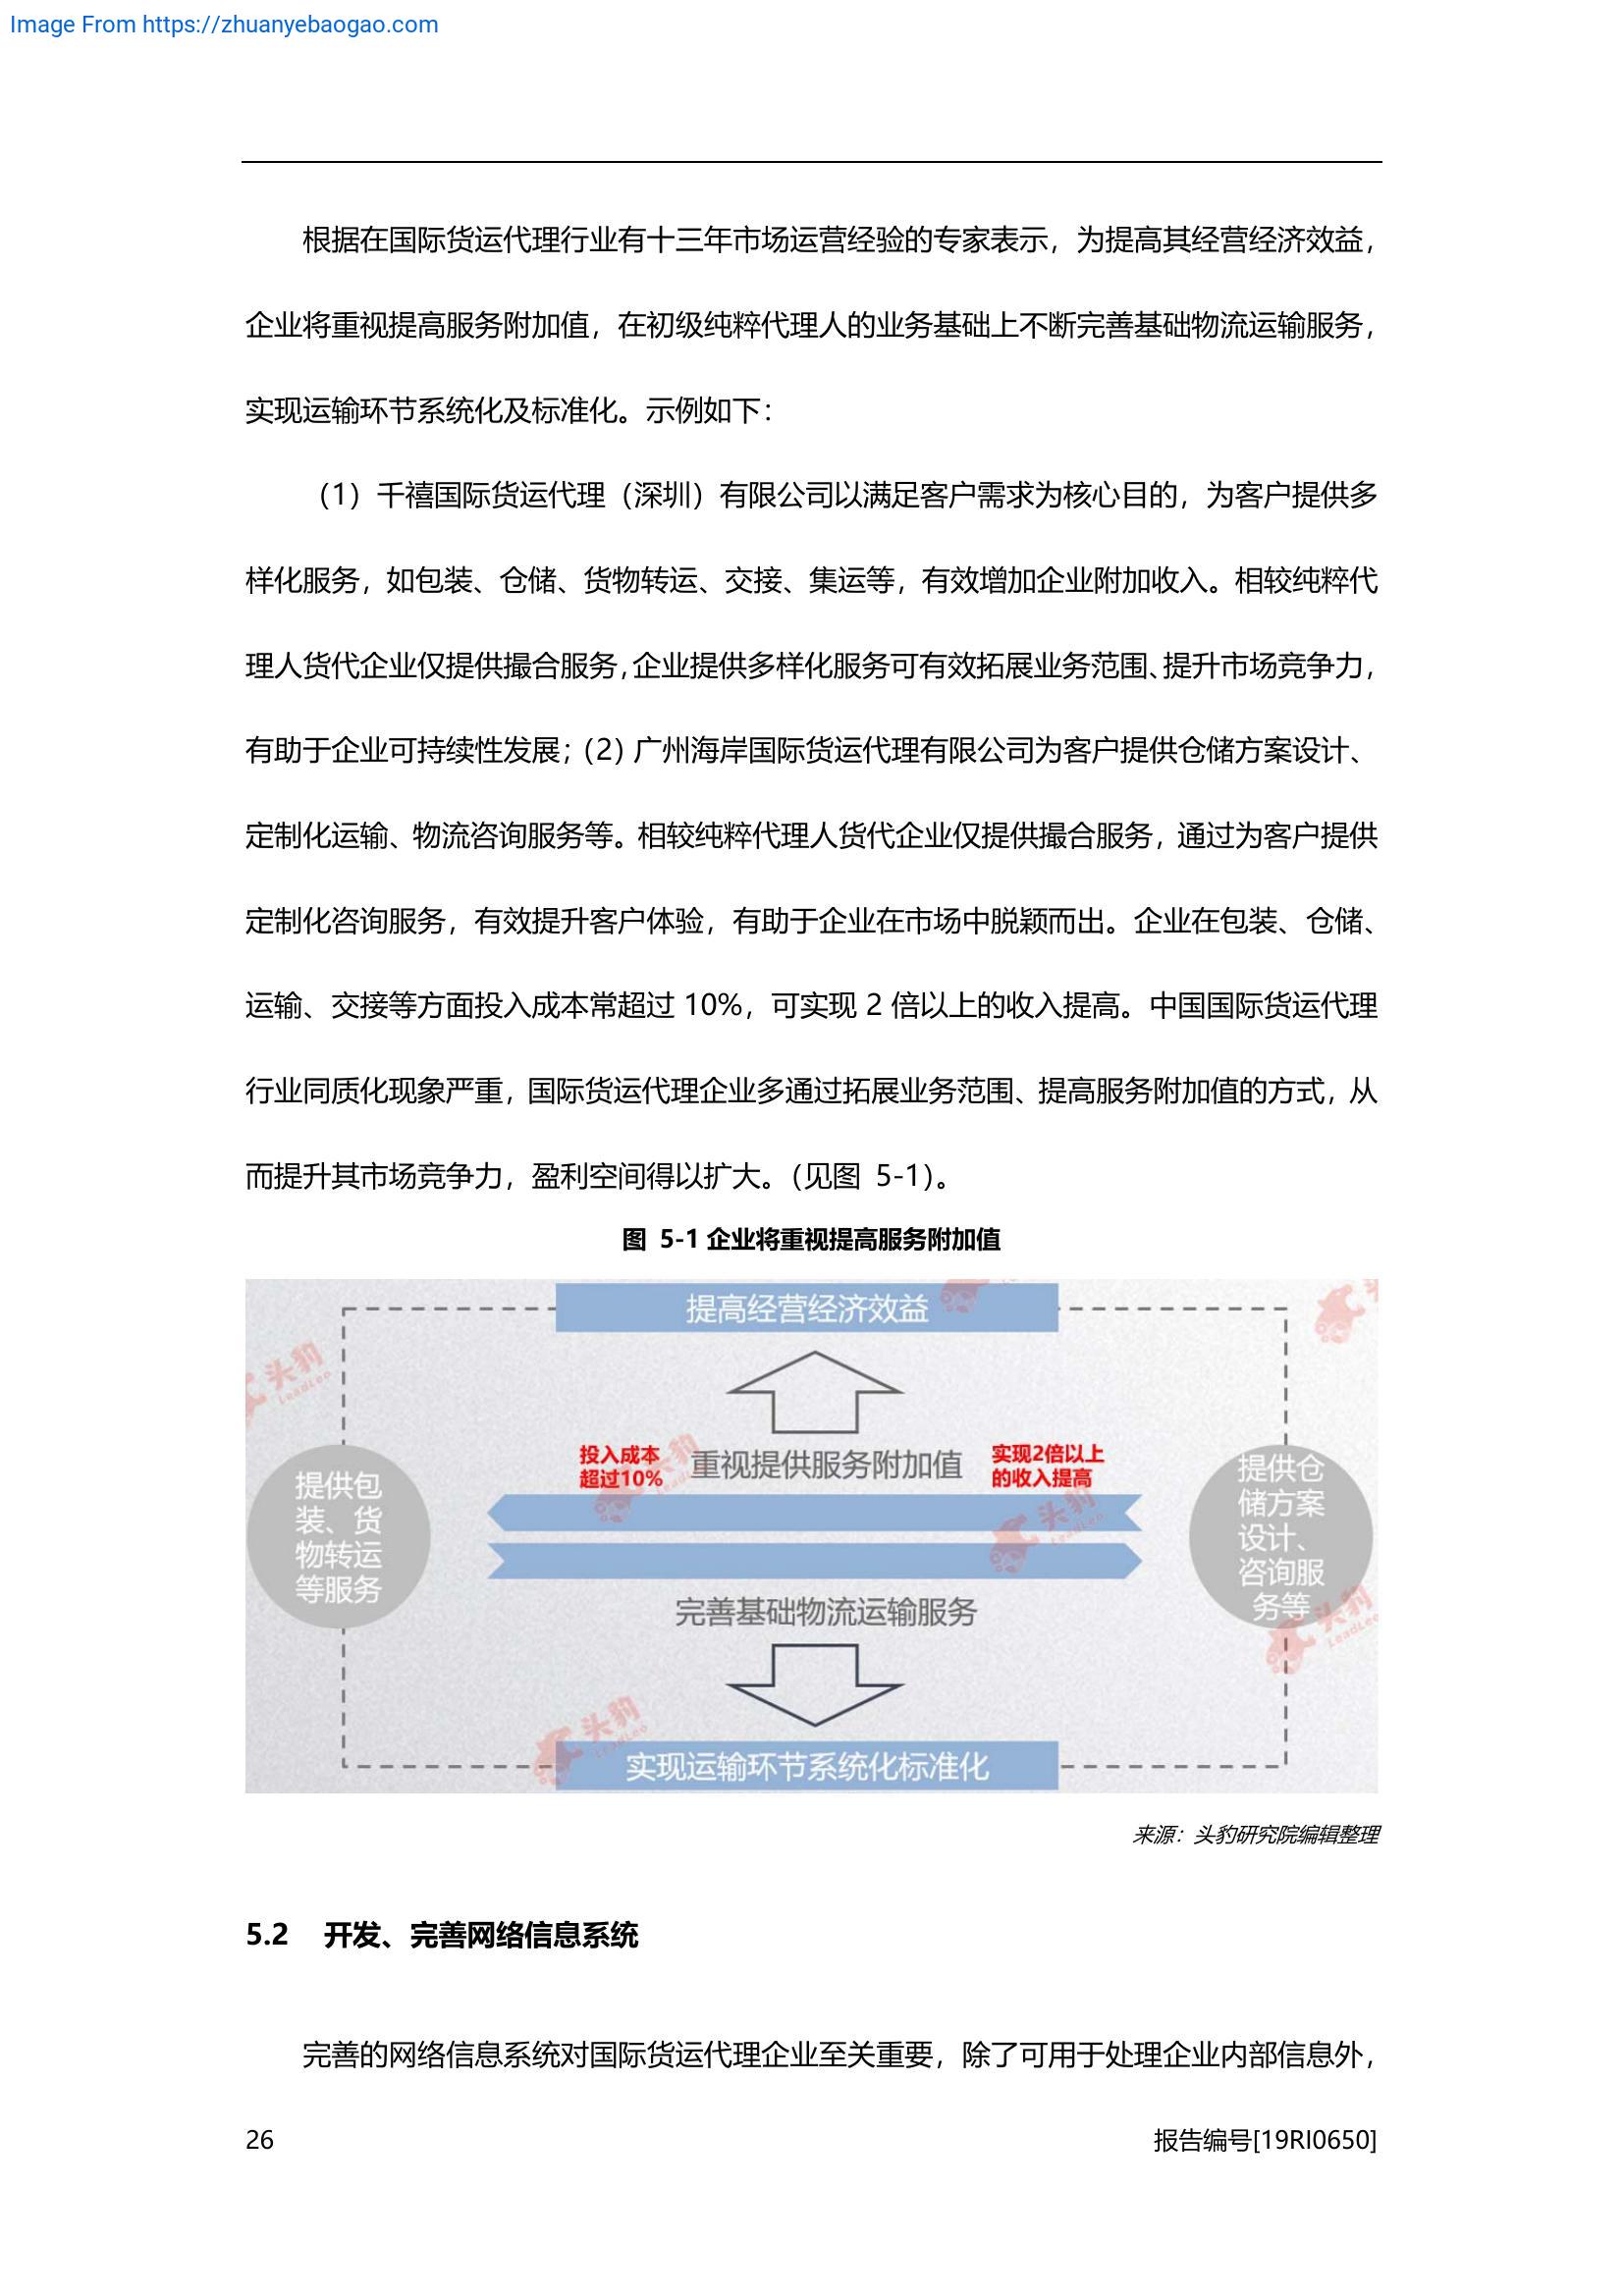 Image From https://zhuanyebaogao.com
根据在国际货运代理行业有十三年市场运营经验的专家表示，为提高其经营经济效益，
企业将重视提高服务附加值，在初级纯粹代理人的业务基础上不断完善基础物流运输服务，
实现运输环节系统化及标准化。示例如下：
（1）千禧国际货运代理（深圳）有限公司以满足客户需求为核心目的，为客户提供多
样化服务，如包装、仓储、货物转运、交接、集运等，有效增加企业附加收入。相较纯粹代
理人货代企业仅提供撮合服务，企业提供多样化服务可有效拓展业务范围、提升市场竞争力，
有助于企业可持续性发展；（2）广州海岸国际货运代理有限公司为客户提供仓储方案设计、
定制化运输、物流咨询服务等。相较纯粹代理人货代企业仅提供撮合服务，通过为客户提供
定制化咨询服务，有效提升客户体验，有助于企业在市场中脱颖而出。企业在包装、仓储、
运输、交接等方面投入成本常超过 10%，可实现 2 倍以上的收入提高。中国国际货运代理
行业同质化现象严重，国际货运代理企业多通过拓展业务范围、提高服务附加值的方式，从
而提升其市场竞争力，盈利空间得以扩大。（见图 5-1）。
图 5-1 企业将重视提高服务附加值
提高经营经济效益
投入成本
超过10%
重视提供服务附加值
实现2倍以上
的收入提高
提供包
装、货
物转运
等服务
提供仓
储方案
设计、
咨询服
务等
完善基础物流运输服务
实现运输环节系统化标准化
头豹
LeadLeo
头豹
头豹
LeadLeo
头豹
LeadLeo
头豹
LeadLeo
来源：头豹研究院编辑整理
5.2 开发、完善网络信息系统
完善的网络信息系统对国际货运代理企业至关重要，除了可用于处理企业内部信息外，
26
报告编号[19RI0650]